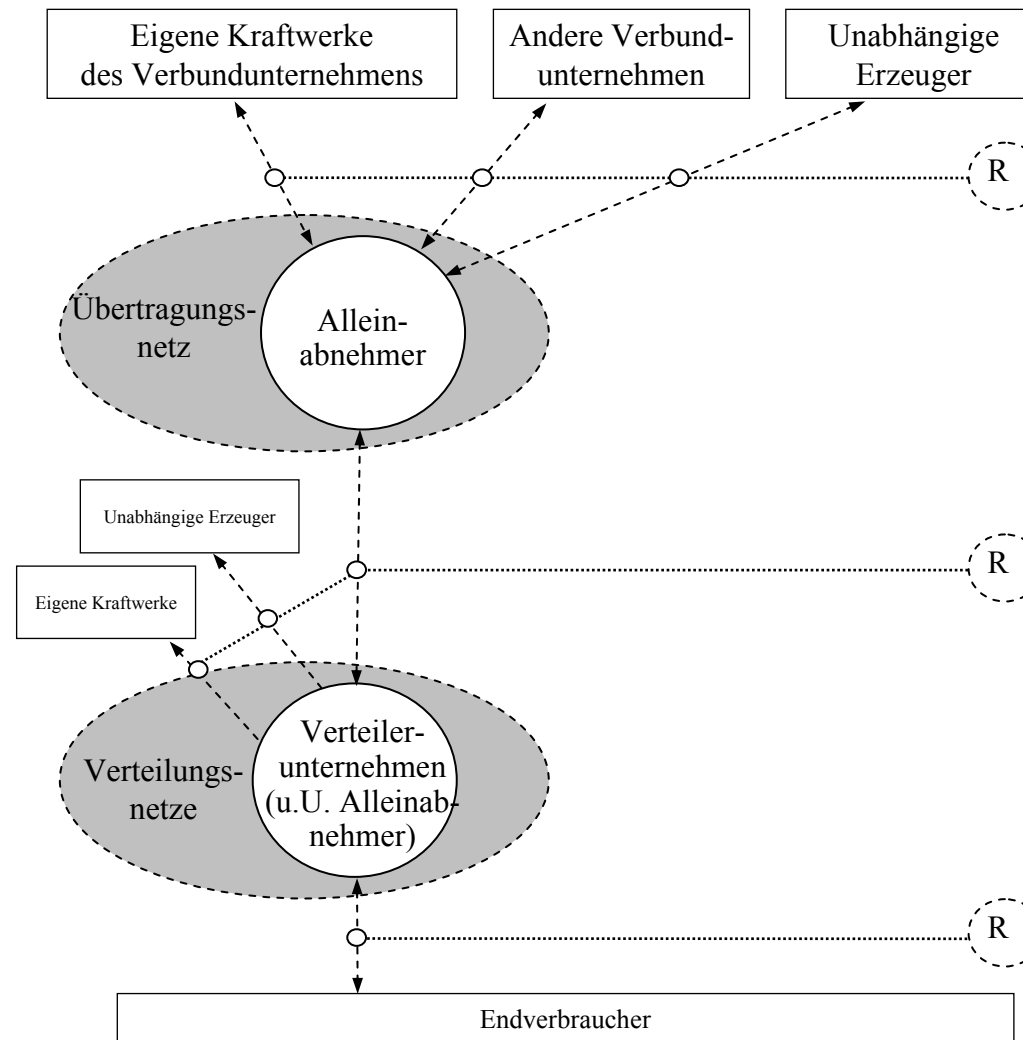 Eigene Kraftwerke
des Verbundunternehmens
Andere Verbund-
unternehmen
Unabhängige
Erzeuger
R
Übertragungs-
netz
Allein-
abnehmer
Unabhängige Erzeuger
Eigene Kraftwerke
R
Verteilungs-
netze
Verteiler-
unternehmen
(u.U. Alleinab-
nehmer)
R
Endverbraucher